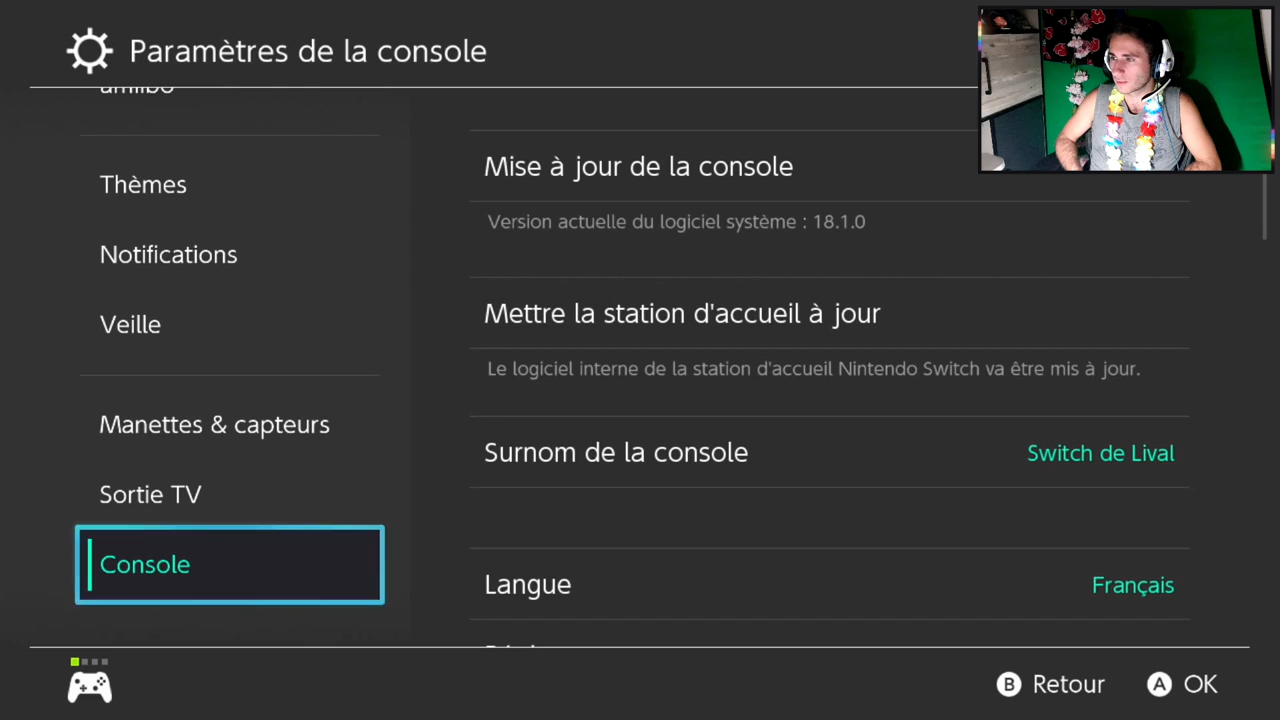 Paramètres de la console
amiibo
Thèmes
Notifications
Veille
Manettes & capteurs
Sortie TV
Console
Mise à jour de la console
Version actuelle du logiciel système : 18.1.0
Mettre la station d'accueil à jour
Le logiciel interne de la station d'accueil Nintendo Switch va être mis à jour.
Surnom de la console Switch de Lival
Langue Français
B Retour A OK